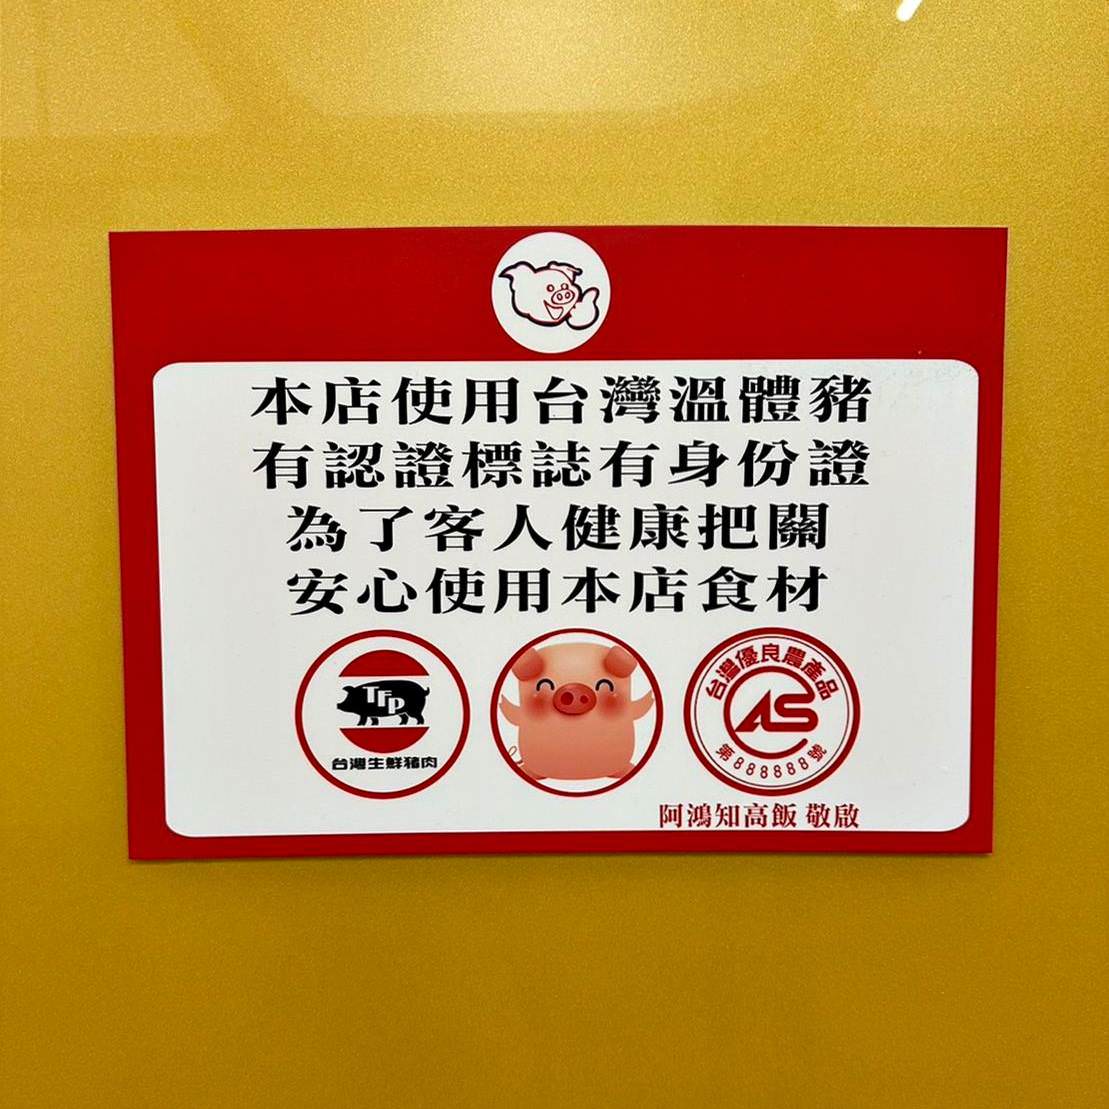 本店使用台灣溫體豬
有認證標誌有身份證
為了客人健康把關
安心使用本店食材
TFP
台灣生鮮豬肉
台灣優良農產品
CAS
第888888號
阿鴻知高飯 敬啟